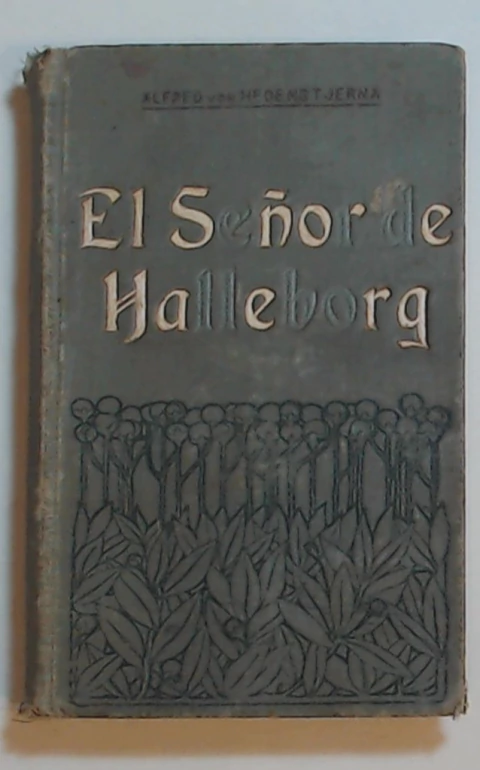 ALFRED von HEDENSTJERNA
El Señor de
Halleborg